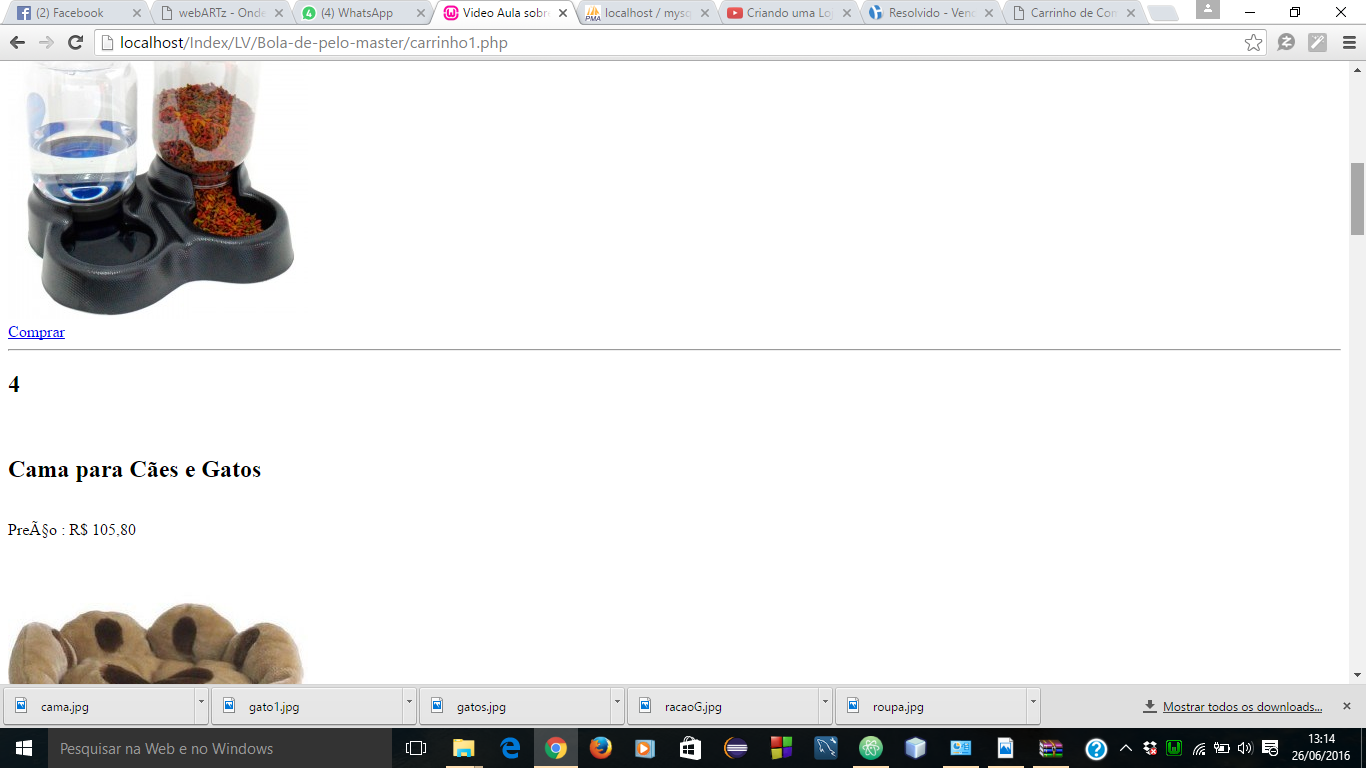 (2) Facebook
webARTz - Onde
(4) WhatsApp
Video Aula sobre
localhost / mysq
Criando uma Loj
Resolvido - Vend
Carrinho de Com
localhost/Index/LV/Bola-de-pelo-master/carrinho1.php
Comprar
4
Cama para Cães e Gatos
PreÃ§o : R$ 105,80
cama.jpg
gato1.jpg
gatos.jpg
racaoG.jpg
roupa.jpg
Mostrar todos os downloads...
Pesquisar na Web e no Windows
13:14
26/06/2016